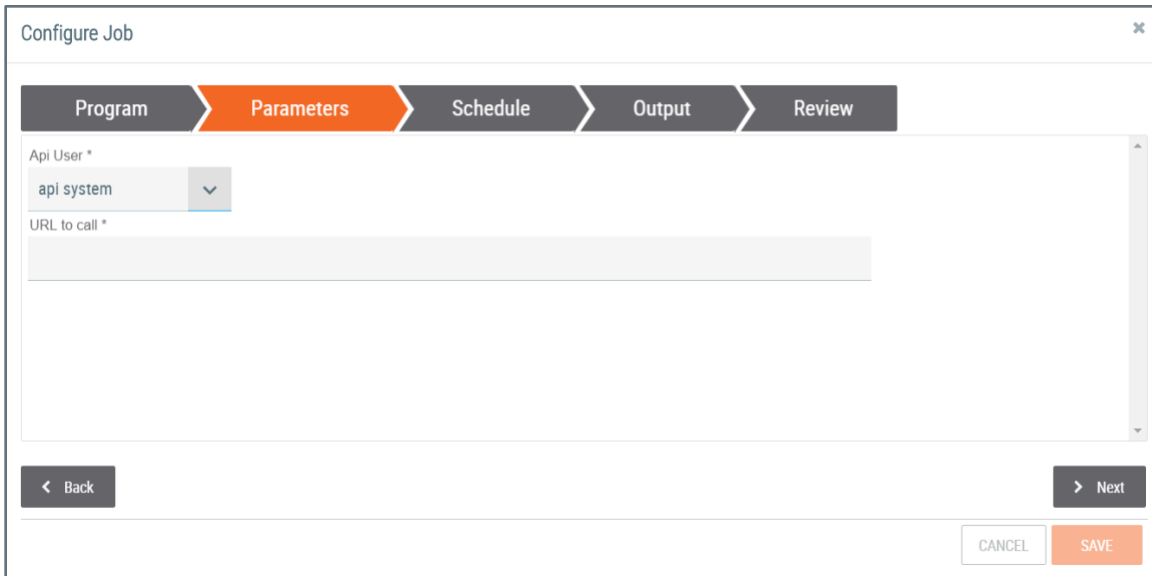 Configure Job
Program Parameters Schedule Output Review
Api User *
api system
URL to call *
Back Next
CANCEL SAVE